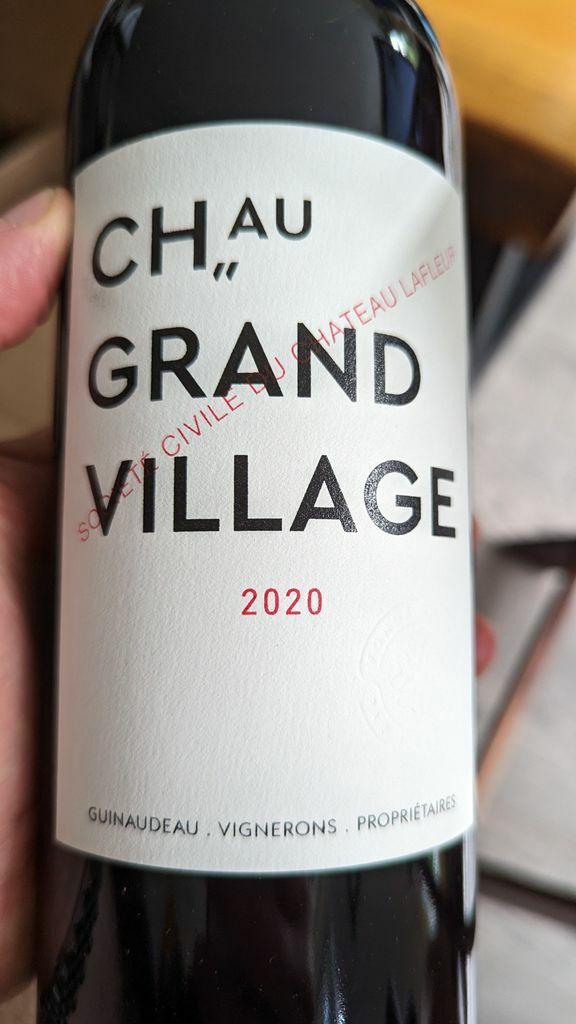 CH„AU
GRAND
VILLAGE
SOCIÉTÉ CIVILE DU CHATEAU LAFLEUR
2020
GUINAUDEAU . VIGNERONS . PROPRIÉTAIRES